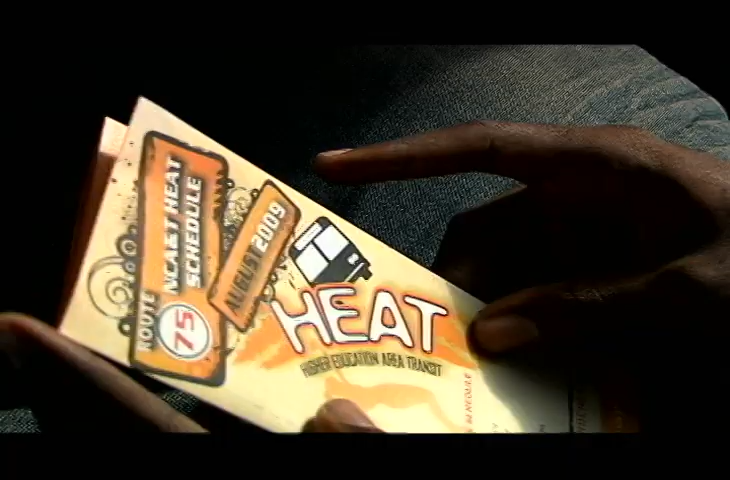 ROUTE 75
NCA&T HEAT
SCHEDULE
AUGUST 2009
HEAT
HIGHER EDUCATION AREA TRANSIT